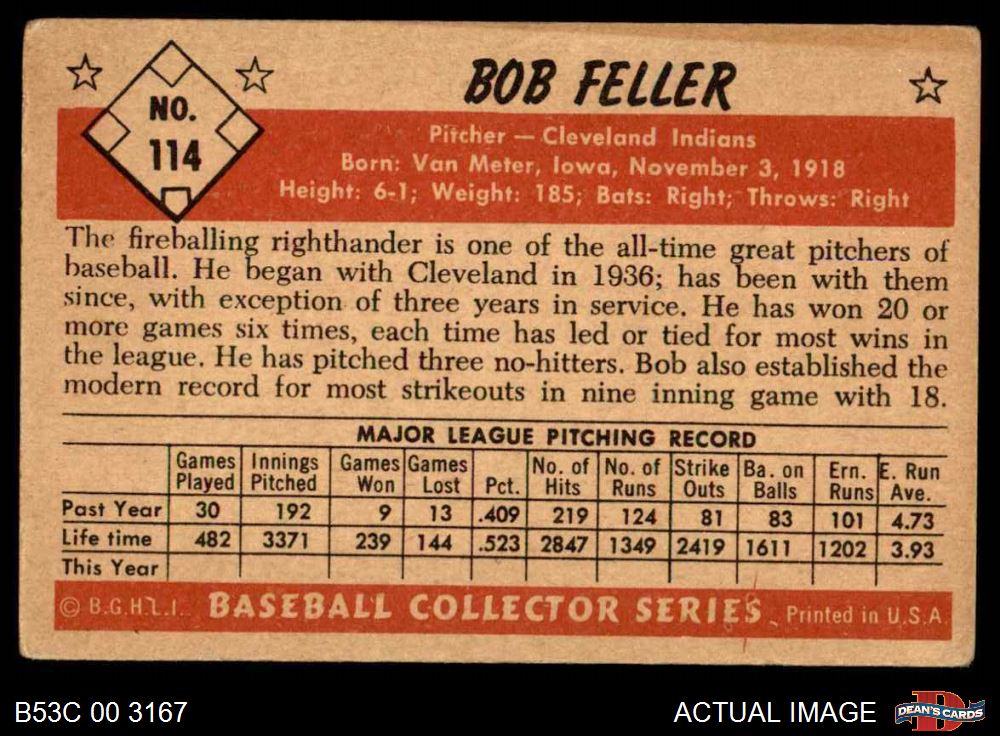 NO.
114
BOB FELLER
Pitcher — Cleveland Indians
Born: Van Meter, Iowa, November 3, 1918
Height: 6-1; Weight: 185; Bats: Right; Throws: Right
The fireballing righthander is one of the all-time great pitchers of
baseball. He began with Cleveland in 1936; has been with them
since, with exception of three years in service. He has won 20 or
more games six times, each time has led or tied for most wins in
the league. He has pitched three no-hitters. Bob also established the
modern record for most strikeouts in nine inning game with 18.
MAJOR LEAGUE PITCHING RECORD
Games Played Innings Pitched Games Won Games Lost Pct. No. of Hits No. of Runs Strike Outs Ba. on Balls Ern. Runs E. Run Ave.
Past Year 30 192 9 13 .409 219 124 81 83 101 4.73
Life time 482 3371 239 144 .523 2847 1349 2419 1611 1202 3.93
This Year
© B.G.H.L.I. BASEBALL COLLECTOR SERIES Printed in U.S.A.
B53C 00 3167
ACTUAL IMAGE
DEAN'S CARDS